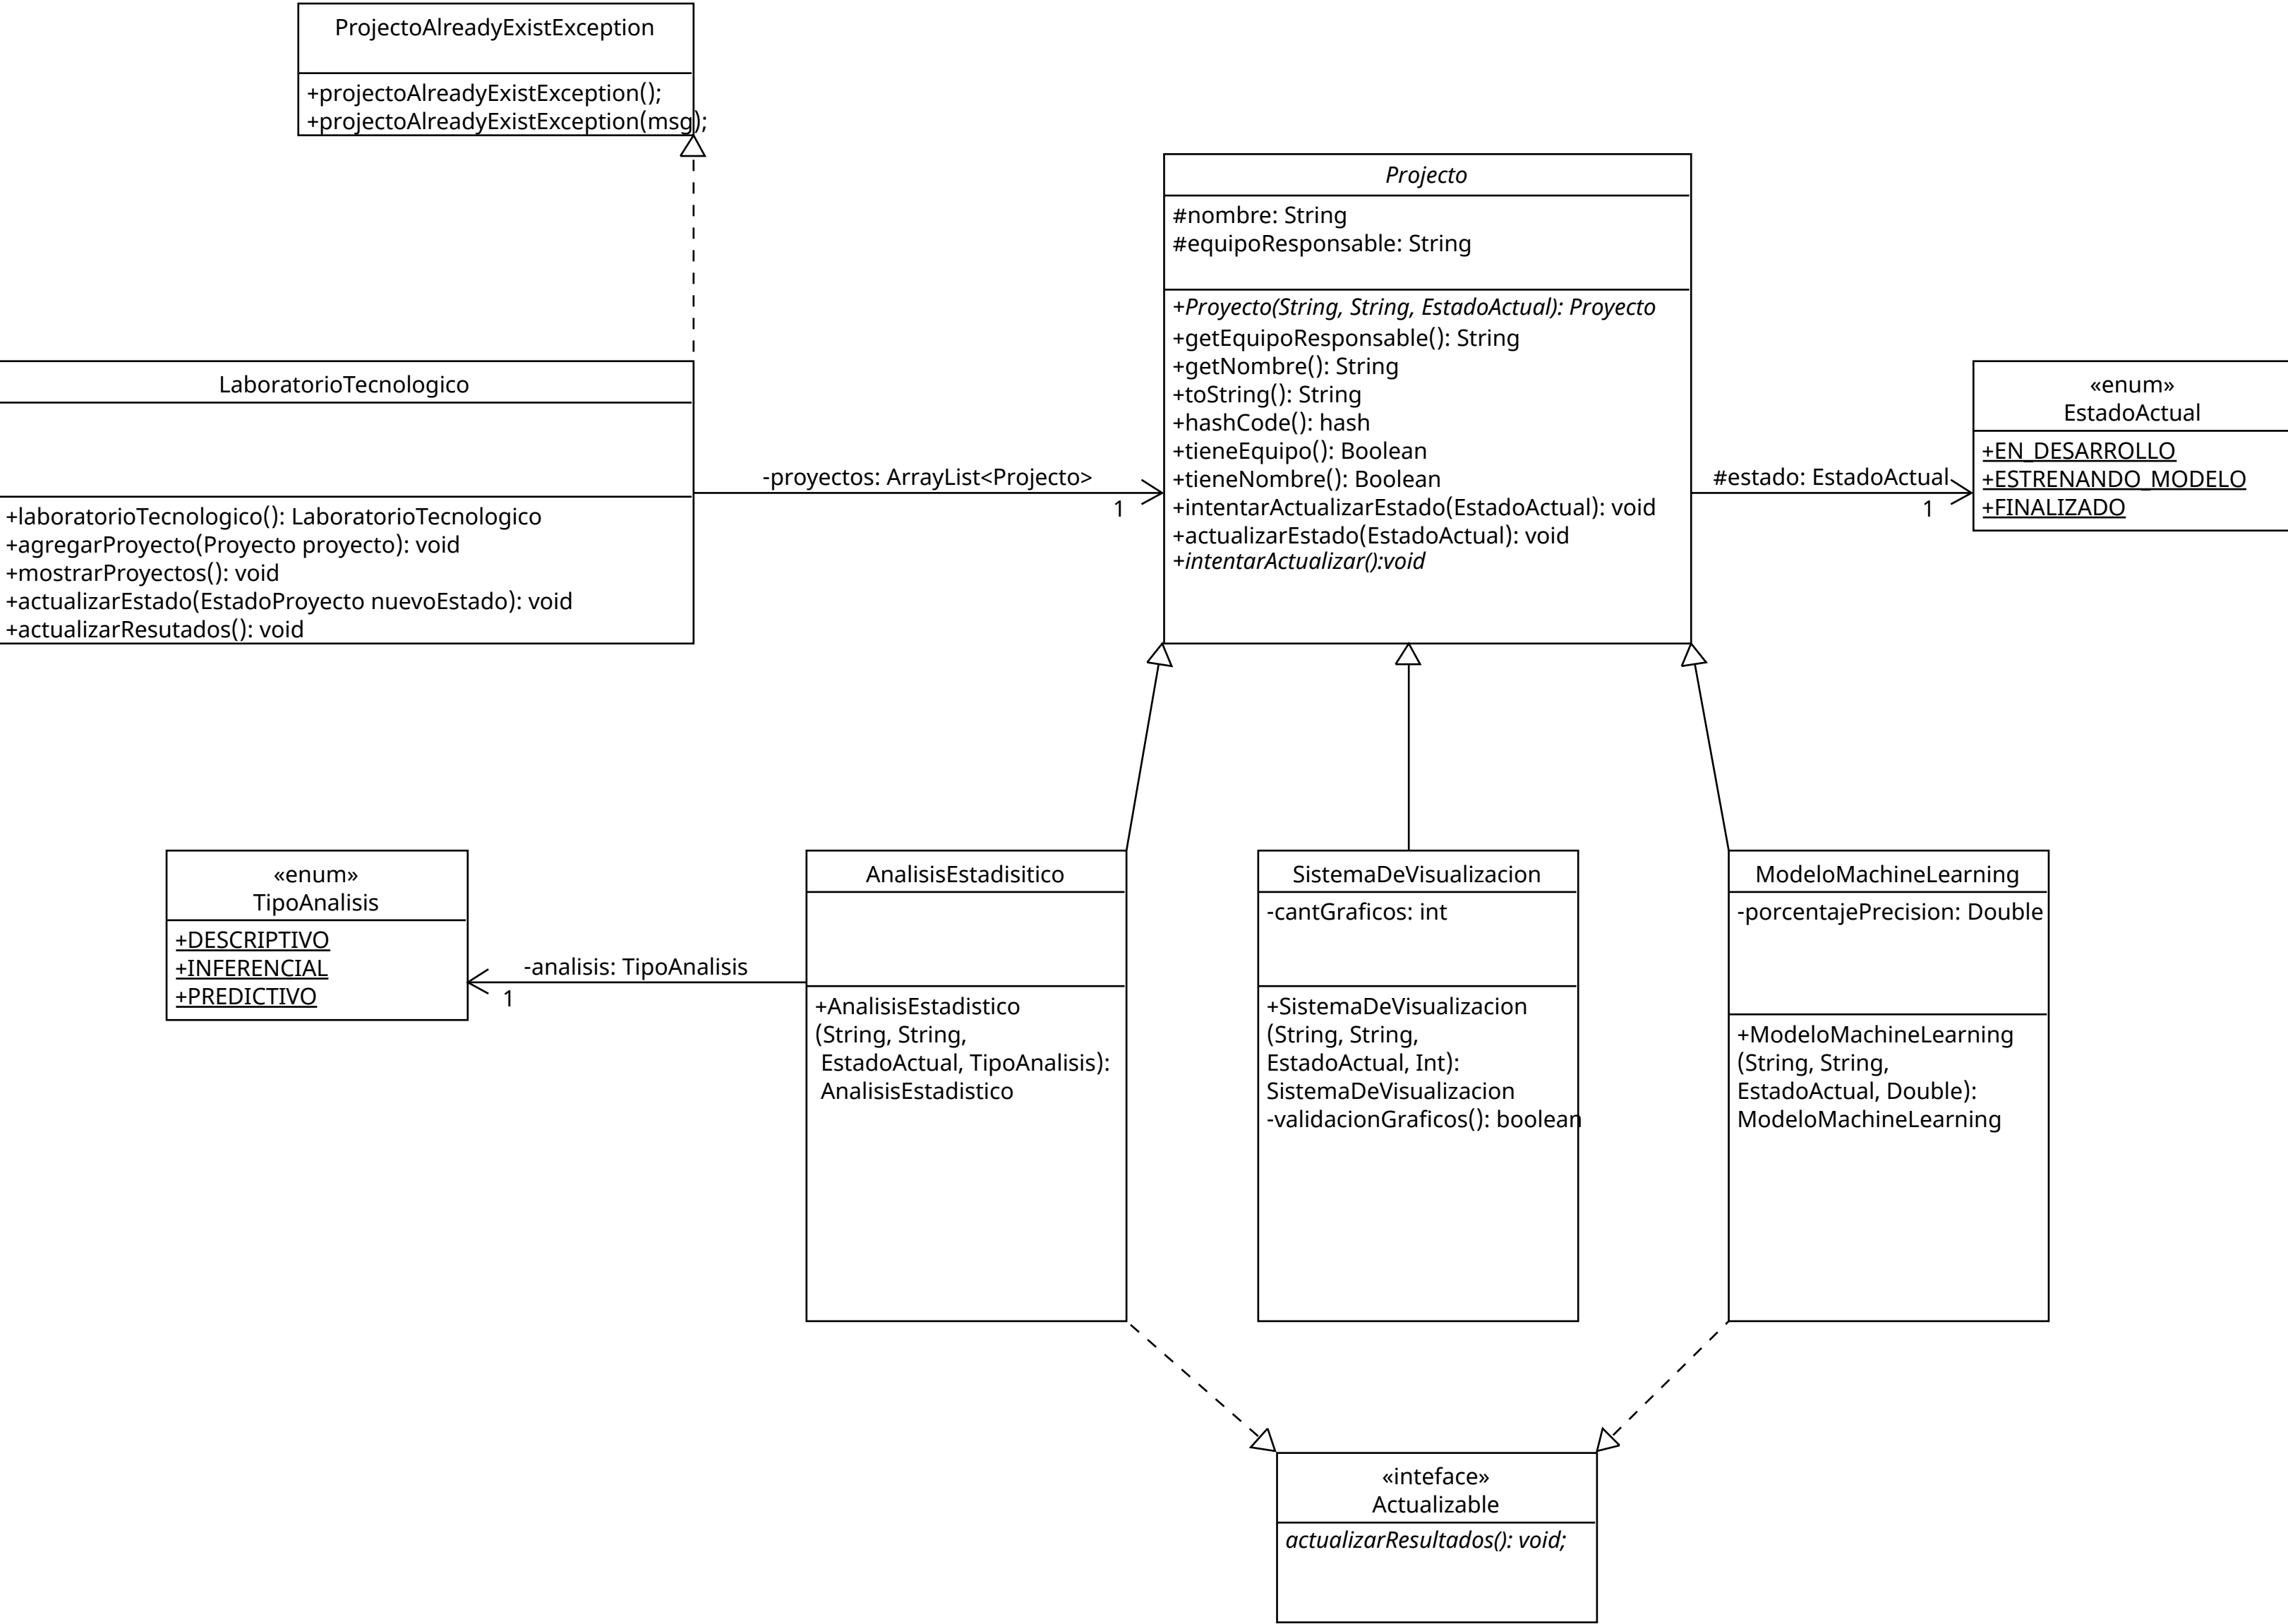 ProjectoAlreadyExistException
+projectoAlreadyExistException();
+projectoAlreadyExistException(msg);
Projecto
#nombre: String
#equipoResponsable: String
+Proyecto(String, String, EstadoActual): Proyecto
+getEquipoResponsable(): String
+getNombre(): String
+toString(): String
+hashCode(): hash
+tieneEquipo(): Boolean
+tieneNombre(): Boolean
+intentarActualizarEstado(EstadoActual): void
+actualizarEstado(EstadoActual): void
+intentarActualizar():void
LaboratorioTecnologico
+laboratorioTecnologico(): LaboratorioTecnologico
+agregarProyecto(Proyecto proyecto): void
+mostrarProyectos(): void
+actualizarEstado(EstadoProyecto nuevoEstado): void
+actualizarResutados(): void
-proyectos: ArrayList<Projecto>
1
#estado: EstadoActual
1
«enum»
EstadoActual
+EN_DESARROLLO
+ESTRENANDO_MODELO
+FINALIZADO
«enum»
TipoAnalisis
+DESCRIPTIVO
+INFERENCIAL
+PREDICTIVO
-analisis: TipoAnalisis
1
AnalisisEstadisitico
+AnalisisEstadistico
(String, String,
EstadoActual, TipoAnalisis):
AnalisisEstadistico
SistemaDeVisualizacion
-cantGraficos: int
+SistemaDeVisualizacion
(String, String,
EstadoActual, Int):
SistemaDeVisualizacion
-validacionGraficos(): boolean
ModeloMachineLearning
-porcentajePrecision: Double
+ModeloMachineLearning
(String, String,
EstadoActual, Double):
ModeloMachineLearning
«inteface»
Actualizable
actualizarResultados(): void;